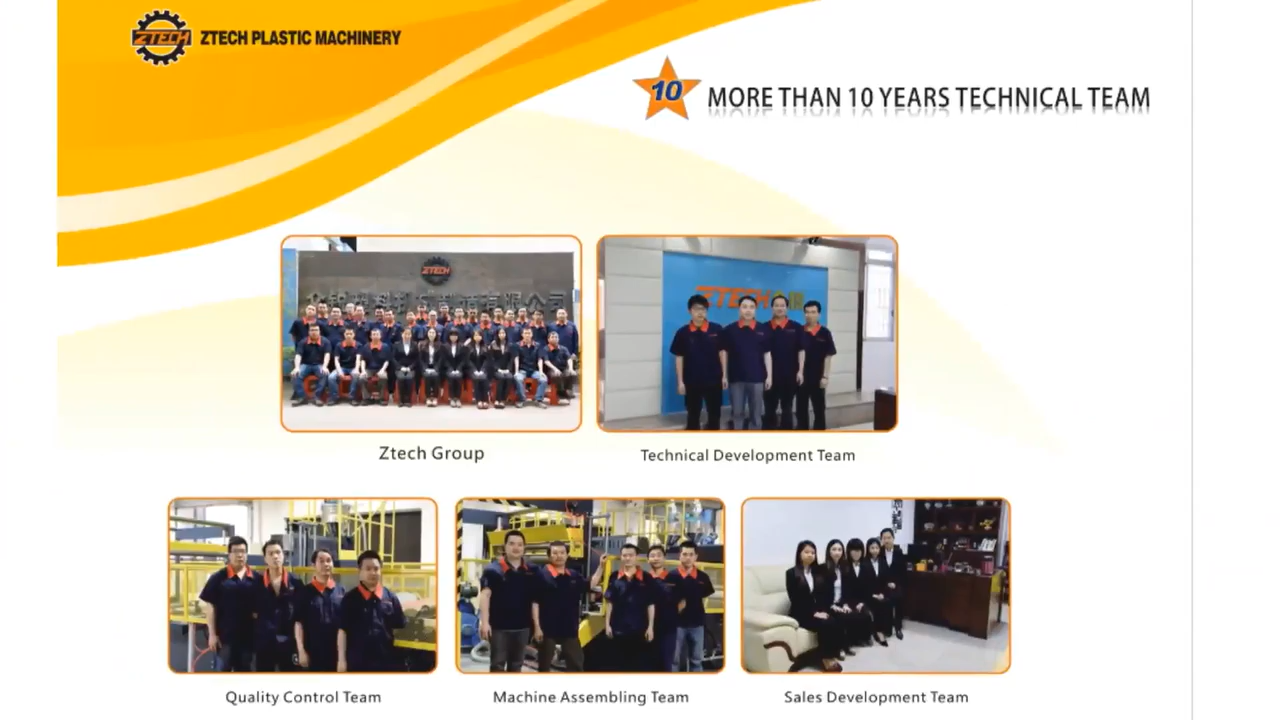 ZTECH
ZTECH PLASTIC MACHINERY
10
MORE THAN 10 YEARS TECHNICAL TEAM
ZTECH
ZTECH
Ztech Group
Technical Development Team
Quality Control Team
Machine Assembling Team
Sales Development Team